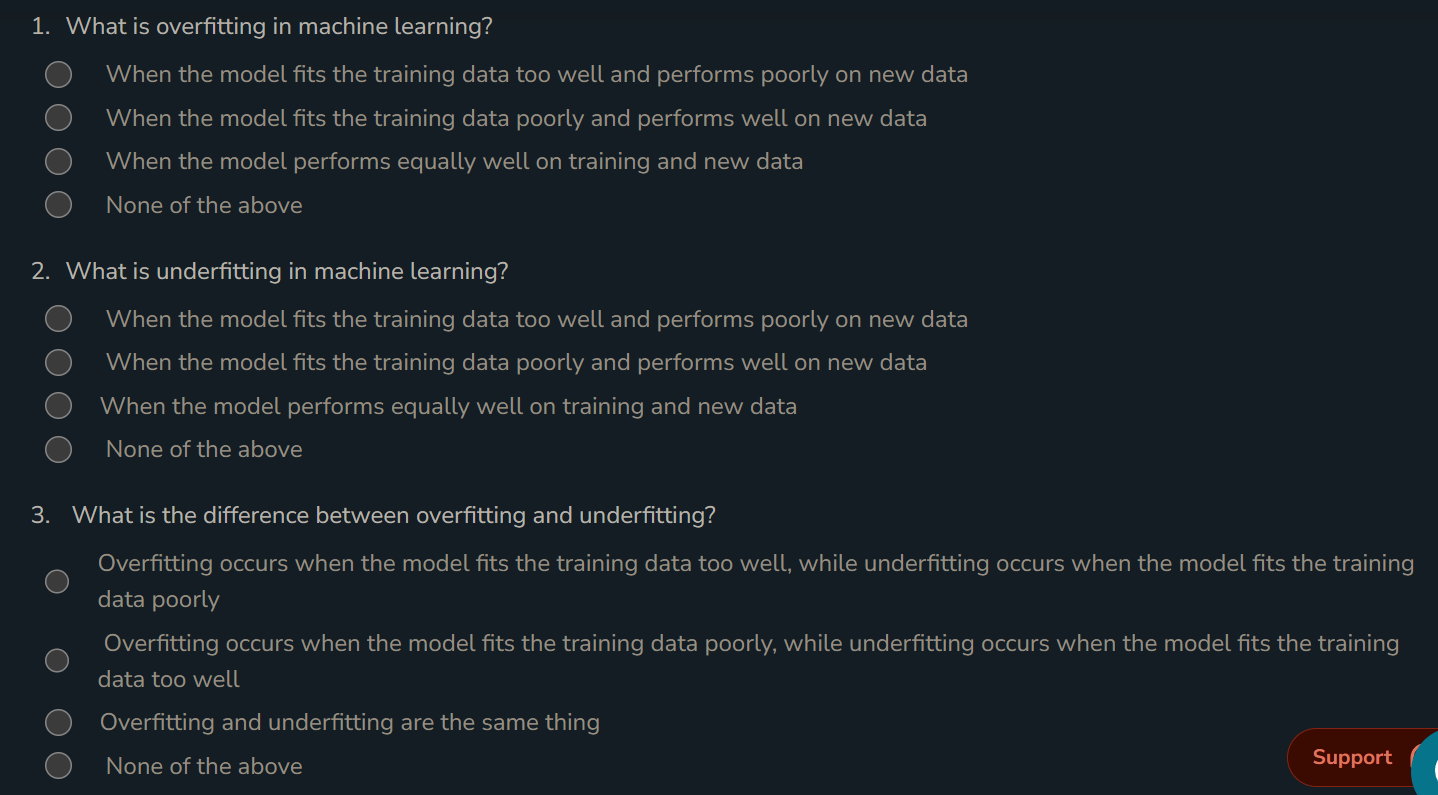 1. What is overfitting in machine learning?
When the model fits the training data too well and performs poorly on new data
When the model fits the training data poorly and performs well on new data
When the model performs equally well on training and new data
None of the above
2. What is underfitting in machine learning?
When the model fits the training data too well and performs poorly on new data
When the model fits the training data poorly and performs well on new data
When the model performs equally well on training and new data
None of the above
3. What is the difference between overfitting and underfitting?
Overfitting occurs when the model fits the training data too well, while underfitting occurs when the model fits the training
data poorly
Overfitting occurs when the model fits the training data poorly, while underfitting occurs when the model fits the training
data too well
Overfitting and underfitting are the same thing
None of the above
Support